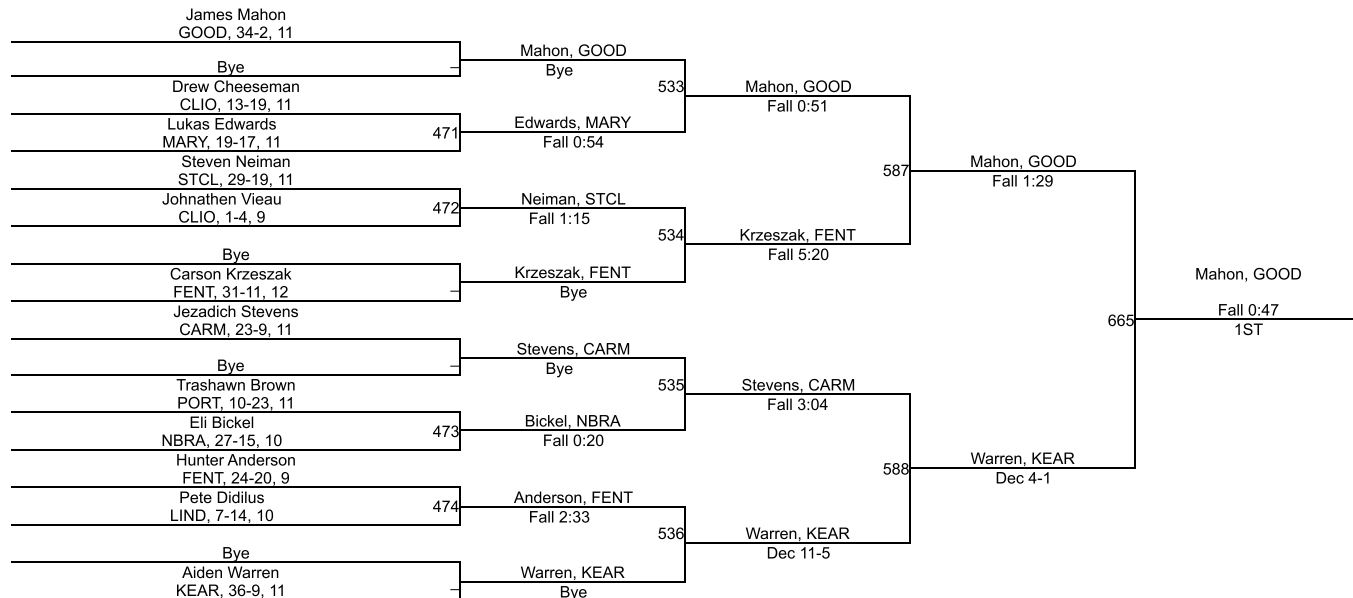 James Mahon
GOOD, 34-2, 11
Bye
Drew Cheeseman
CLIO, 13-19, 11
Lukas Edwards
MARY, 19-17, 11
471
Steven Neiman
STCL, 29-19, 11
Johnathen Vieau
CLIO, 1-4, 9
472
Bye
Carson Krzeszak
FENT, 31-11, 12
Jezadich Stevens
CARM, 23-9, 11
Bye
Trashawn Brown
PORT, 10-23, 11
Eli Bickel
NBRA, 27-15, 10
473
Hunter Anderson
FENT, 24-20, 9
Pete Didilus
LIND, 7-14, 10
474
Bye
Aiden Warren
KEAR, 36-9, 11
Mahon, GOOD
Bye
533
Edwards, MARY
Fall 0:54
Neiman, STCL
Fall 1:15
534
Krzeszak, FENT
Bye
Stevens, CARM
Bye
535
Bickel, NBRA
Fall 0:20
Anderson, FENT
Fall 2:33
536
Warren, KEAR
Bye
Mahon, GOOD
Fall 0:51
587
Krzeszak, FENT
Fall 5:20
Stevens, CARM
Fall 3:04
588
Warren, KEAR
Dec 11-5
Mahon, GOOD
Fall 1:29
665
Warren, KEAR
Dec 4-1
Mahon, GOOD
Fall 0:47
1ST